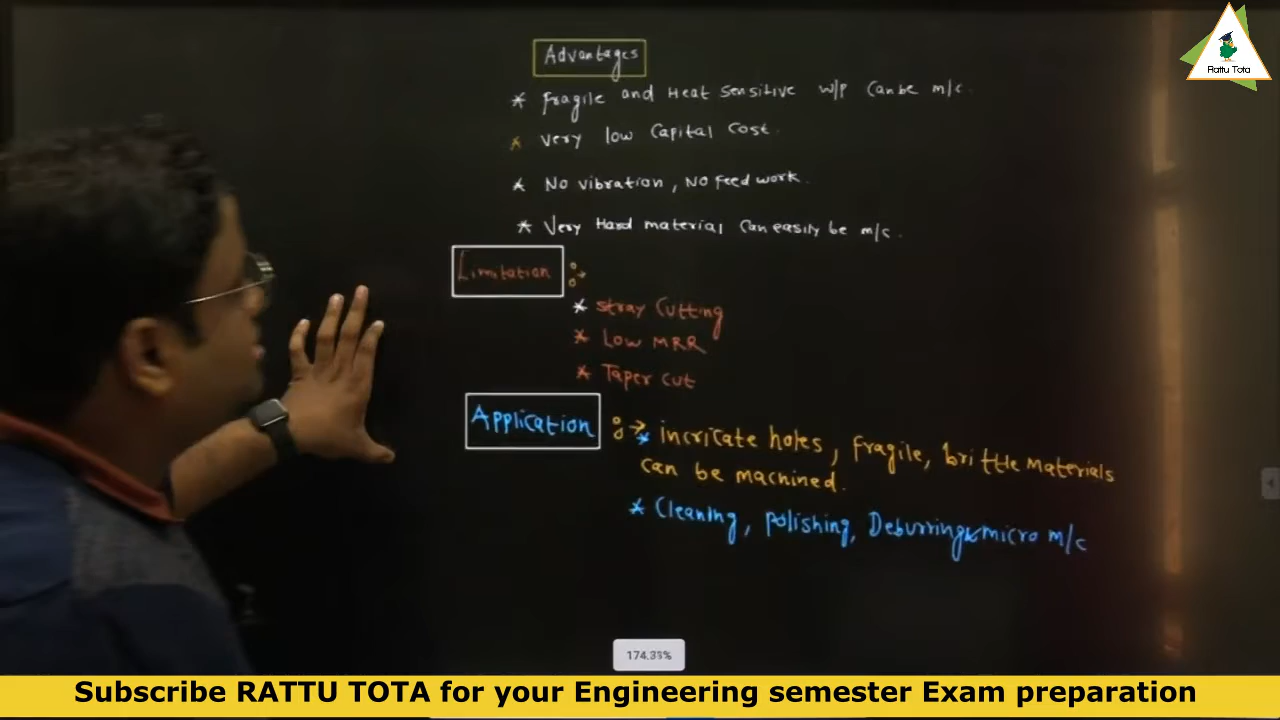 Rattu Tota
Advantages
* Fragile and Heat Sensitive w/p Can be m/c.
* Very low Capital Cost.
* No vibration, No feed work.
* Very Hard material Can easily be m/c.
Limitation :→
* Stray Cutting
* Low MRR
* Taper cut
Application :→
* incricate holes, fragile, brittle materials
can be machined.
* Cleaning, polishing, Deburring & micro m/c
174.35%
Subscribe RATTU TOTA for your Engineering semester Exam preparation